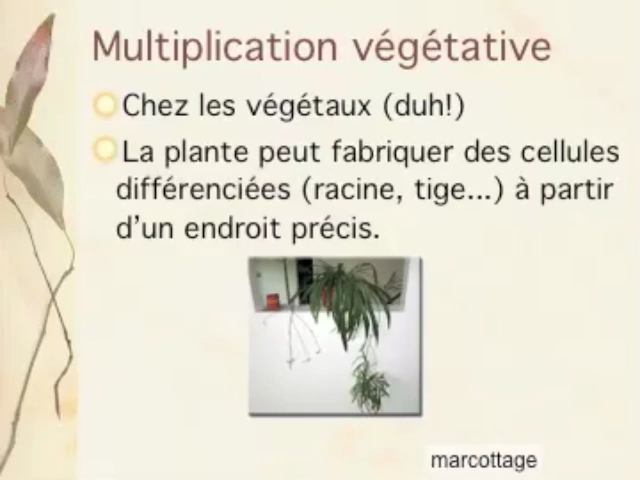 Multiplication végétative
Chez les végétaux (duh!)
La plante peut fabriquer des cellules
différenciées (racine, tige...) à partir
d'un endroit précis.
marcottage